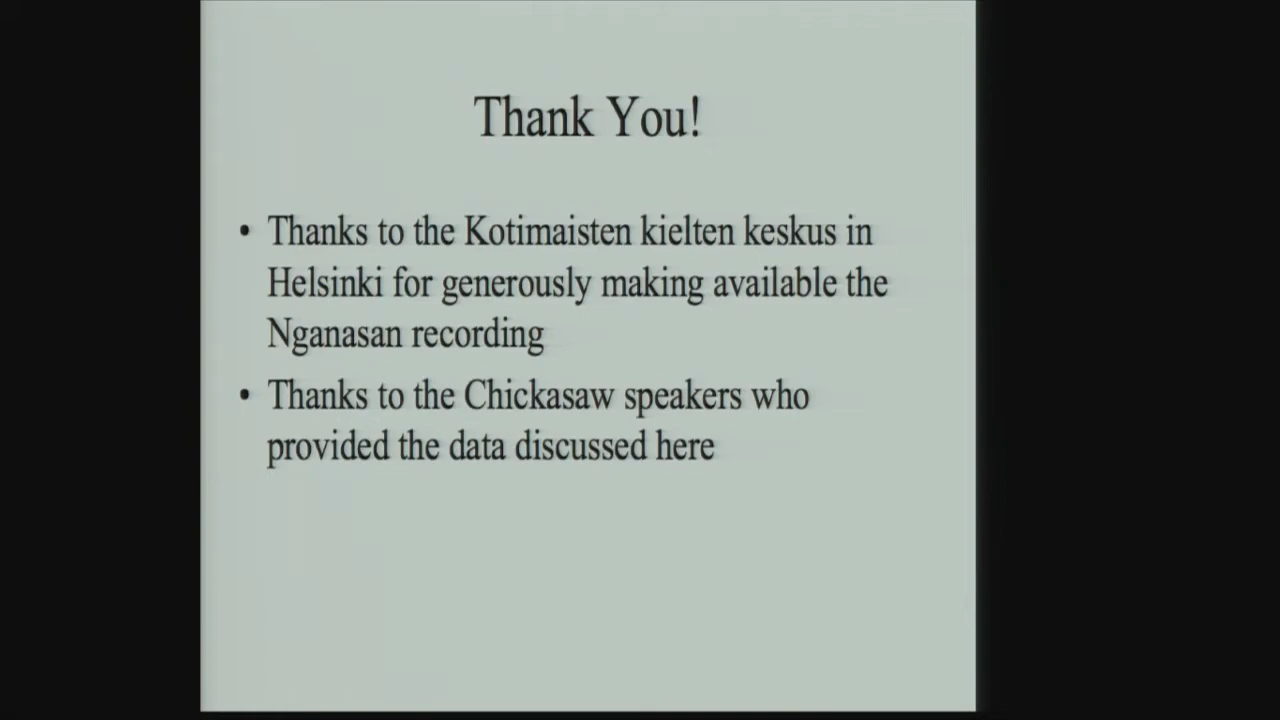 Thank You!
• Thanks to the Kotimaisten kielten keskus in
Helsinki for generously making available the
Nganasan recording
• Thanks to the Chickasaw speakers who
provided the data discussed here